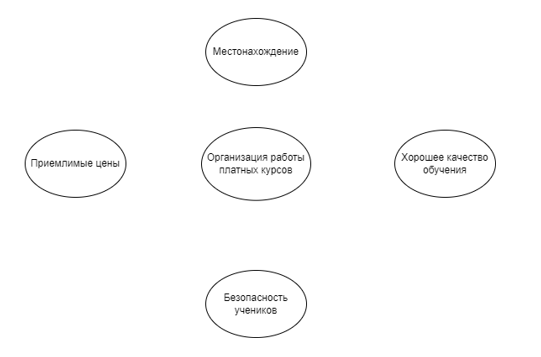 Местонахождение
Приемлимые цены
Организация работы
платных курсов
Хорошее качество
обучения
Безопасность
учеников